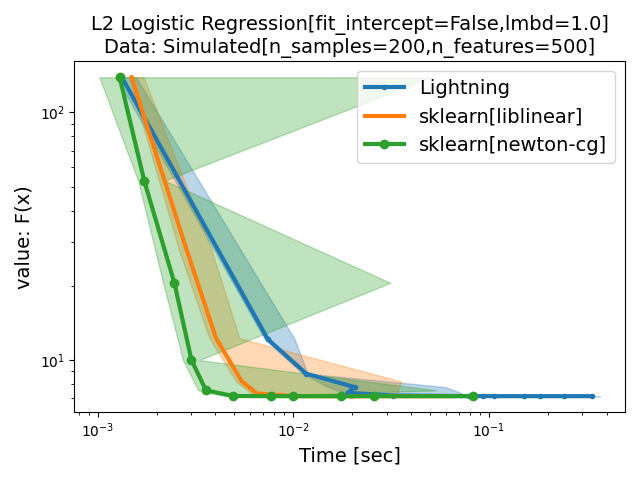 L2 Logistic Regression[fit_intercept=False,lmbd=1.0]
Data: Simulated[n_samples=200,n_features=500]
Lightning
sklearn[liblinear]
sklearn[newton-cg]
value: F(x)
10²
10¹
10⁻³
10⁻²
10⁻¹
Time [sec]